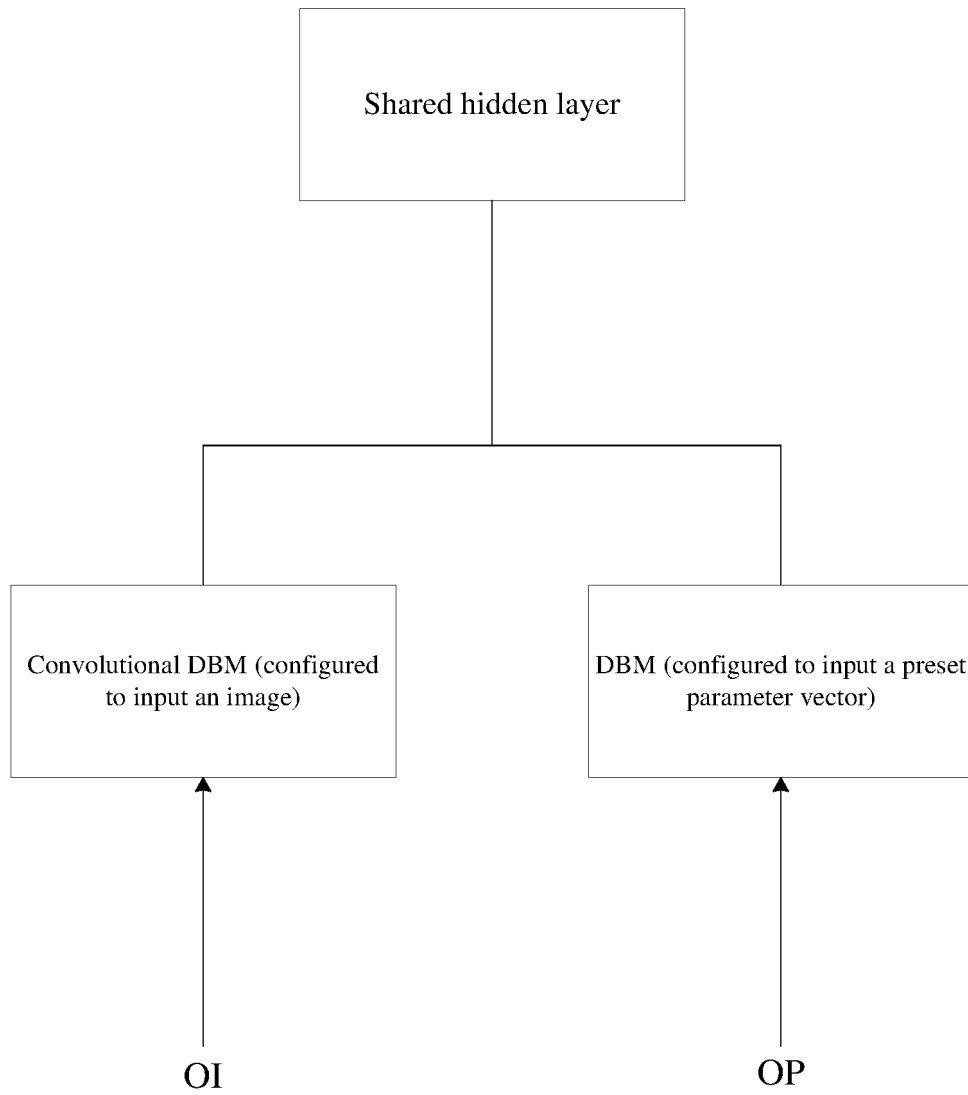 Shared hidden layer
Convolutional DBM (configured
to input an image)
DBM (configured to input a preset
parameter vector)
OI
OP